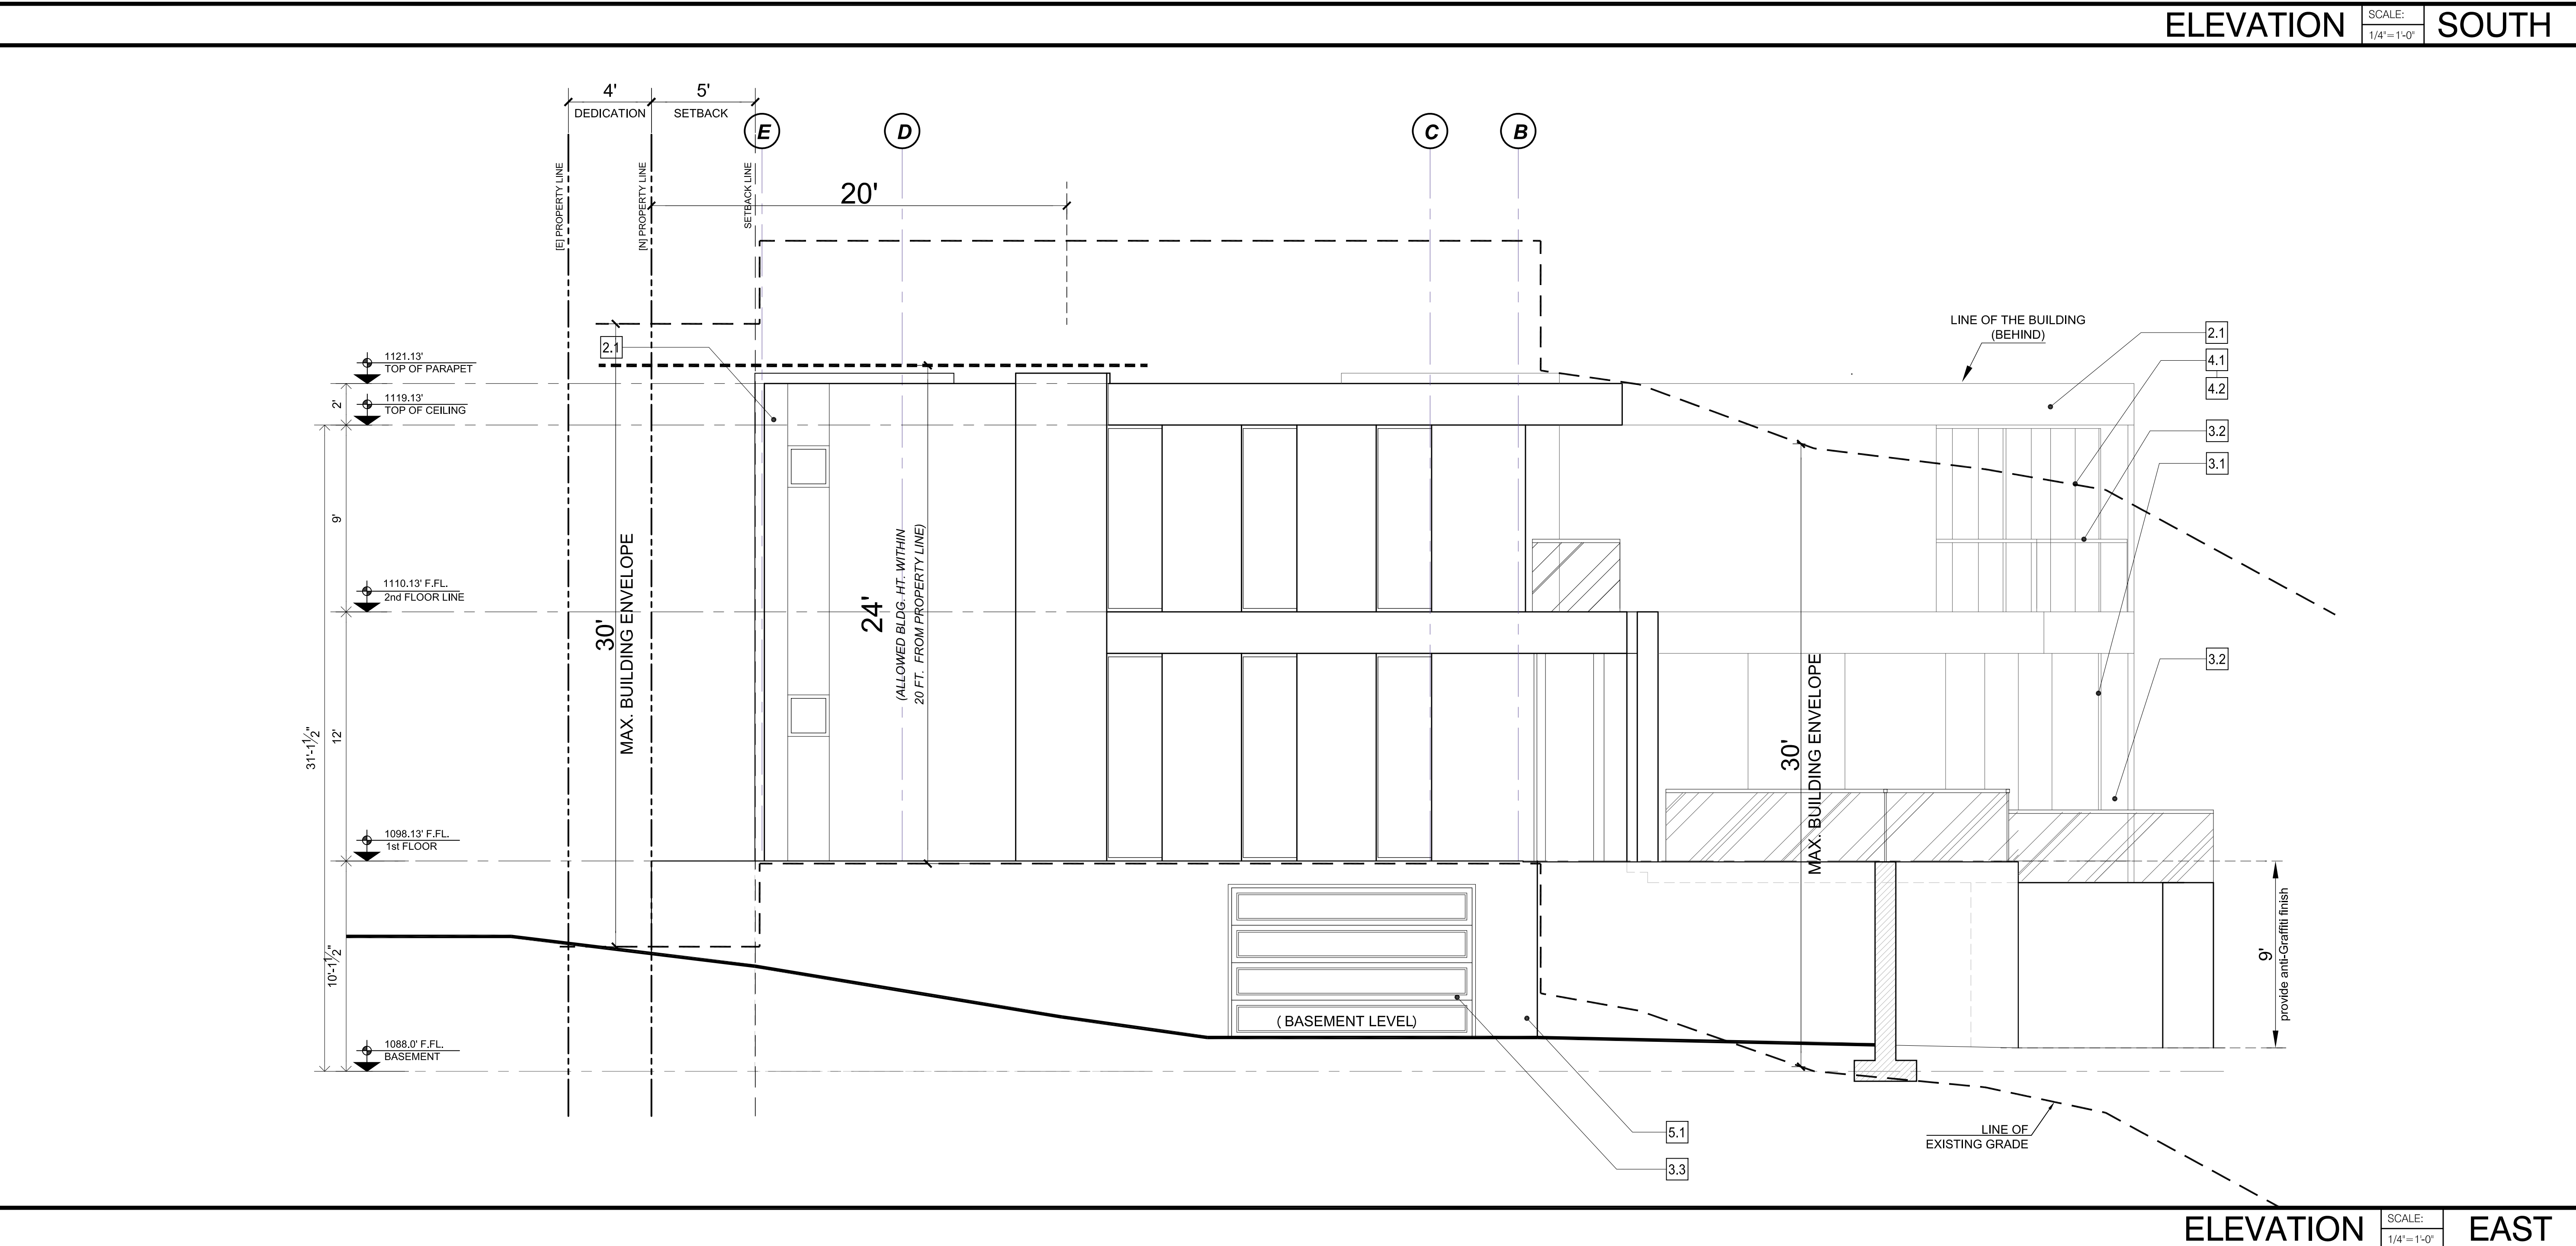 ELEVATION SCALE: 1/4"=1'-0" SOUTH
4' 5'
DEDICATION SETBACK
E D C B
[E] PROPERTY LINE
[N] PROPERTY LINE
SETBACK LINE
20'
LINE OF THE BUILDING
(BEHIND)
2.1
4.1
4.2
3.2
3.1
3.2
2.1
1121.13'
TOP OF PARAPET
2'
1119.13'
TOP OF CEILING
9'
1110.13' F.FL.
2nd FLOOR LINE
12'
31'-1 1/2"
1098.13' F.FL.
1st FLOOR
10'-1 1/2"
1088.0' F.FL.
BASEMENT
30'
MAX. BUILDING ENVELOPE
24'
(ALLOWED BLDG. HT. WITHIN
20 FT. FROM PROPERTY LINE)
30'
MAX. BUILDING ENVELOPE
9'
provide anti-Graffiti finish
( BASEMENT LEVEL)
5.1
3.3
LINE OF
EXISTING GRADE
ELEVATION SCALE: 1/4"=1'-0" EAST